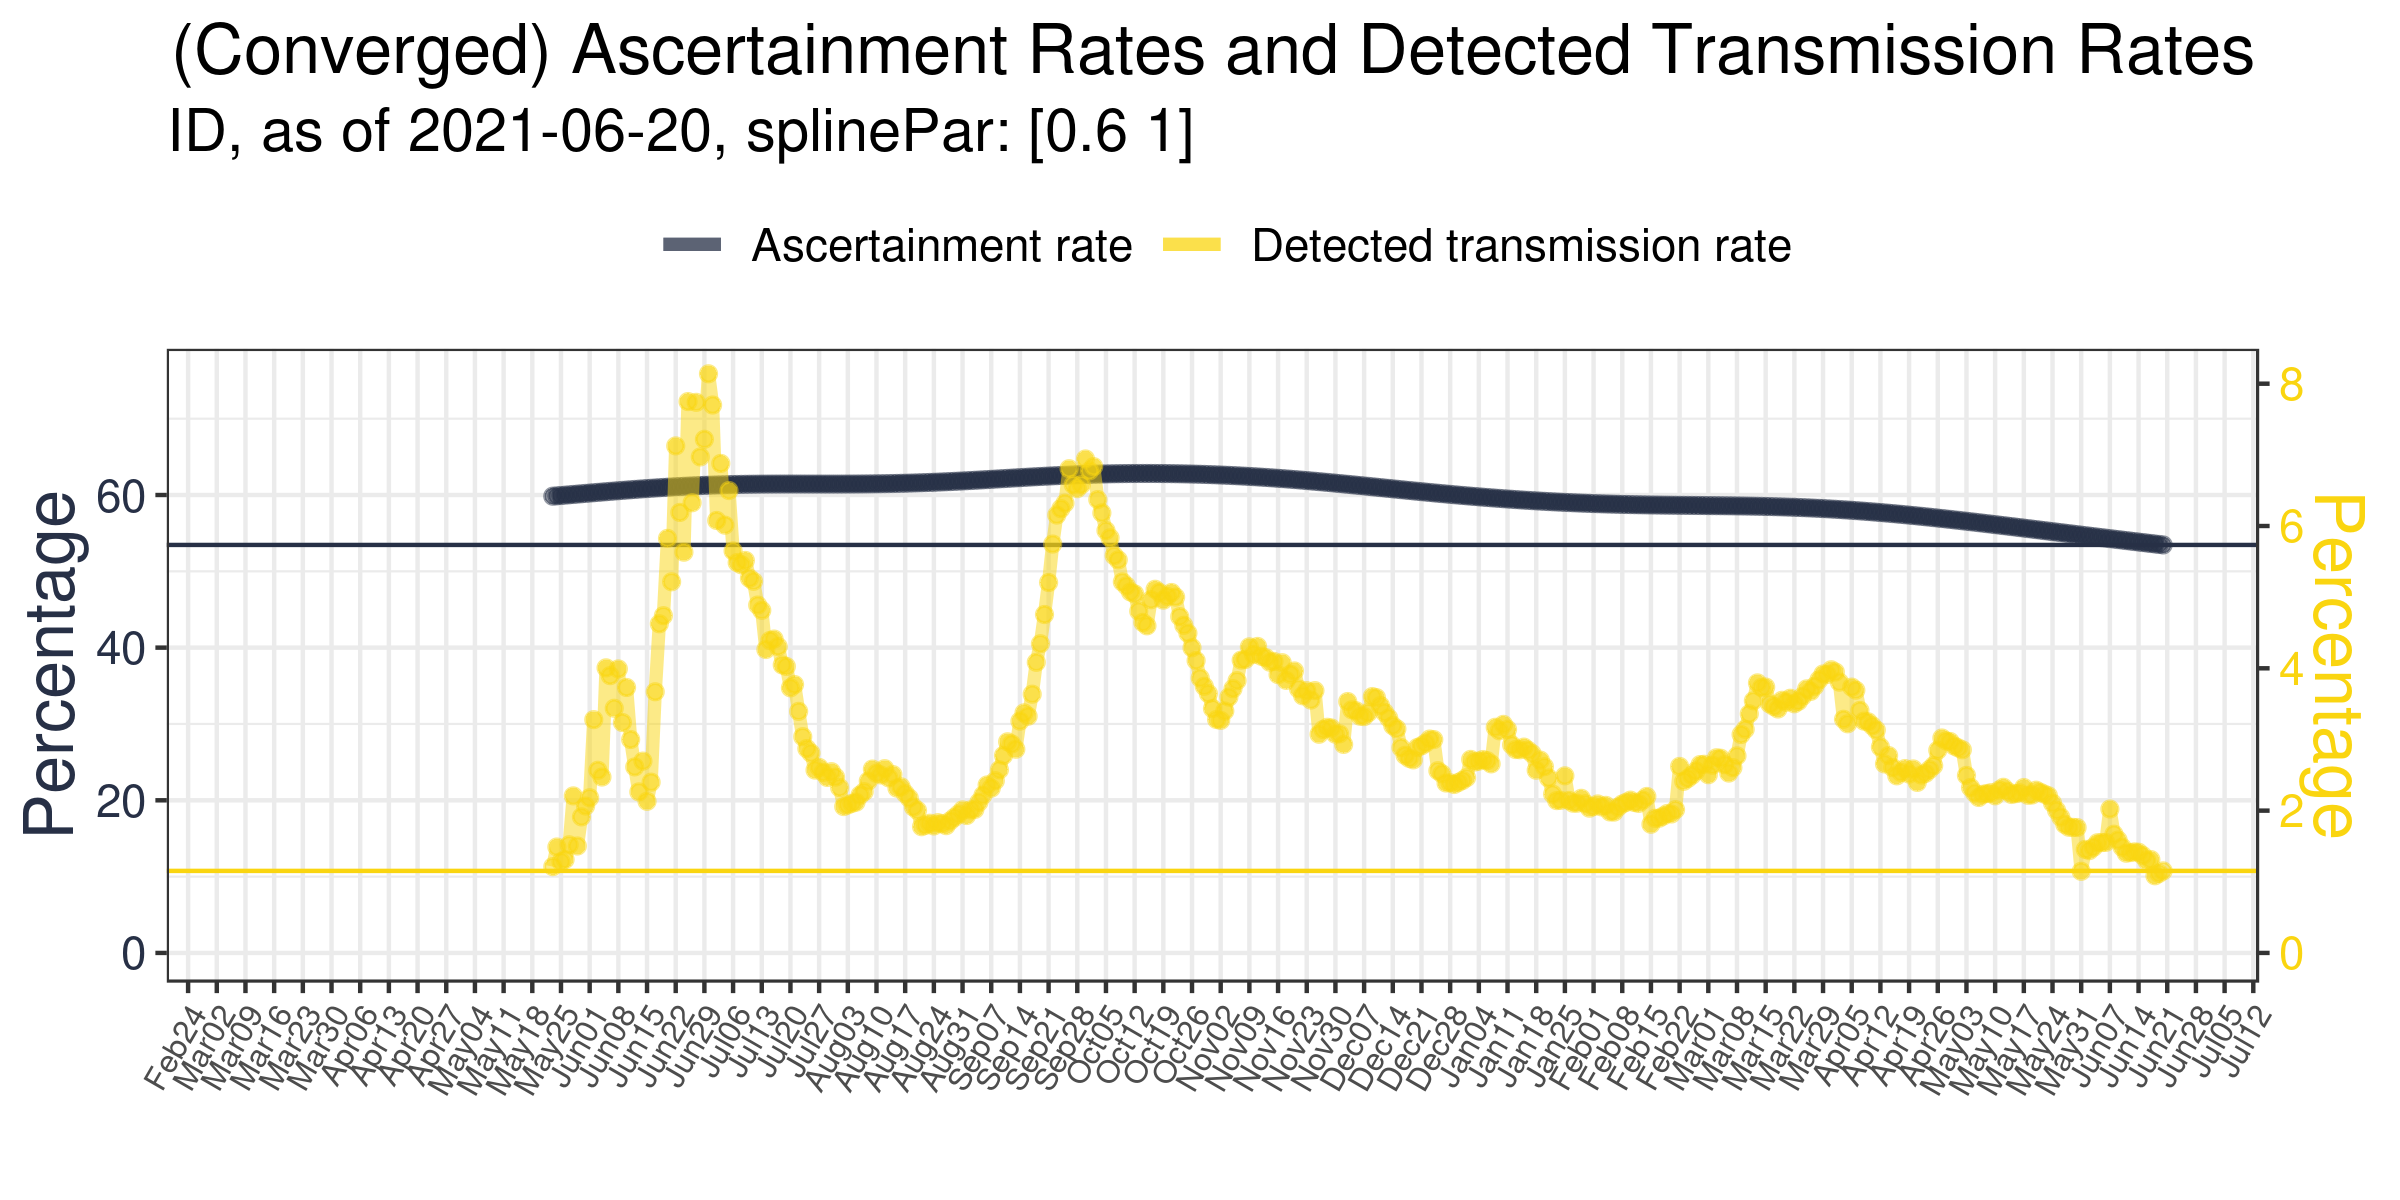 (Converged) Ascertainment Rates and Detected Transmission Rates
ID, as of 2021-06-20, splinePar: [0.6 1]
Ascertainment rate
Detected transmission rate
Percentage
60
40
20
0
8
6
4
2
0
Percentage
Feb24
Mar02
Mar09
Mar16
Mar23
Mar30
Apr06
Apr13
Apr20
Apr27
May04
May11
May18
May25
Jun01
Jun08
Jun15
Jun22
Jun29
Jul06
Jul13
Jul20
Jul27
Aug03
Aug10
Aug17
Aug24
Aug31
Sep07
Sep14
Sep21
Sep28
Oct05
Oct12
Oct19
Oct26
Nov02
Nov09
Nov16
Nov23
Nov30
Dec07
Dec14
Dec21
Dec28
Jan04
Jan11
Jan18
Jan25
Feb01
Feb08
Feb15
Feb22
Mar01
Mar08
Mar15
Mar22
Mar29
Apr05
Apr12
Apr19
Apr26
May03
May10
May17
May24
May31
Jun07
Jun14
Jun21
Jun28
Jul05
Jul12